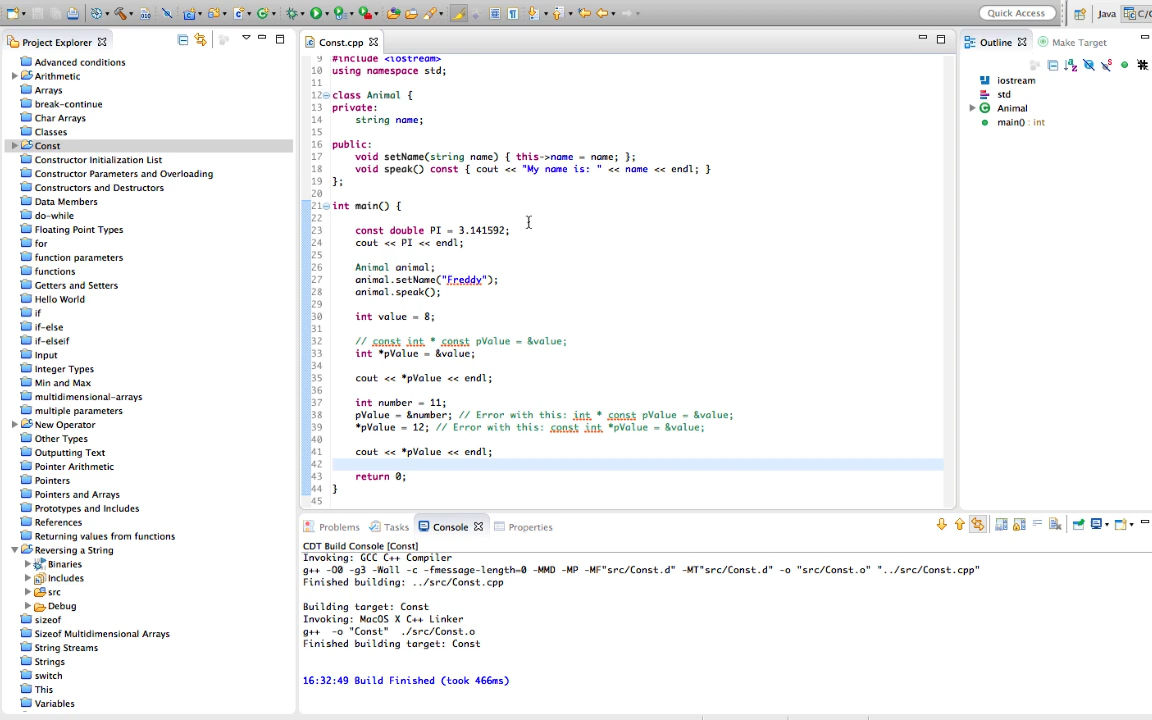 Quick Access
Java
C/C
Project Explorer
Advanced conditions
Arithmetic
Arrays
break-continue
Char Arrays
Classes
Const
Constructor Initialization List
Constructor Parameters and Overloading
Constructors and Destructors
Data Members
do-while
Floating Point Types
for
function parameters
functions
Getters and Setters
Hello World
if
if-else
if-elseif
Input
Integer Types
Min and Max
multidimensional-arrays
multiple parameters
New Operator
Other Types
Outputting Text
Pointer Arithmetic
Pointers
Pointers and Arrays
Prototypes and Includes
References
Returning values from functions
Reversing a String
Binaries
Includes
src
Debug
sizeof
Sizeof Multidimensional Arrays
String Streams
Strings
switch
This
Variables
Const.cpp
9 #include <iostream>
10 using namespace std;
11
12 class Animal {
13 private:
14 string name;
15
16 public:
17 void setName(string name) { this->name = name; };
18 void speak() const { cout << "My name is: " << name << endl; }
19 };
20
21 int main() {
22
23 const double PI = 3.141592;
24 cout << PI << endl;
25
26 Animal animal;
27 animal.setName("Freddy");
28 animal.speak();
29
30 int value = 8;
31
32 // const int * const pValue = &value;
33 int *pValue = &value;
34
35 cout << *pValue << endl;
36
37 int number = 11;
38 pValue = &number; // Error with this: int * const pValue = &value;
39 *pValue = 12; // Error with this: const int *pValue = &value;
40
41 cout << *pValue << endl;
42
43 return 0;
44 }
45
Outline
Make Target
iostream
std
Animal
main() : int
Problems
Tasks
Console
Properties
CDT Build Console [Const]
Invoking: GCC C++ Compiler
g++ -O0 -g3 -Wall -c -fmessage-length=0 -MMD -MP -MF"src/Const.d" -MT"src/Const.d" -o "src/Const.o" "../src/Const.cpp"
Finished building: ../src/Const.cpp
Building target: Const
Invoking: MacOS X C++ Linker
g++ -o "Const" ./src/Const.o
Finished building target: Const
16:32:49 Build Finished (took 466ms)